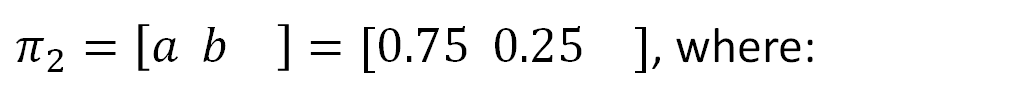 π₂ = [a b ] = [0.75 0.25 ], where: